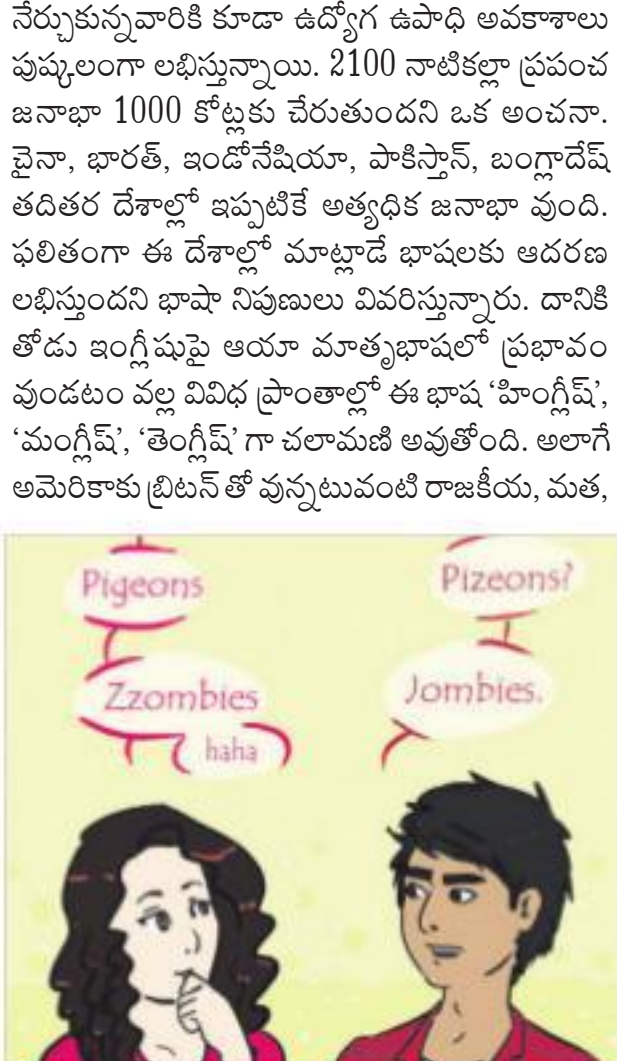 నేర్చుకున్నవారికి కూడా ఉద్యోగ ఉపాధి అవకాశాలు
పుష్కలంగా లభిస్తున్నాయి. 2100 నాటికల్లా ప్రపంచ
జనాభా 1000 కోట్లకు చేరుతుందని ఒక అంచనా.
చైనా, భారత్, ఇండోనేషియా, పాకిస్తాన్, బంగ్లాదేష్
తదితర దేశాల్లో ఇప్పటికే అత్యధిక జనాభా వుంది.
ఫలితంగా ఈ దేశాల్లో మాట్లాడే భాషలకు ఆదరణ
లభిస్తుందని భాషా నిపుణులు వివరిస్తున్నారు. దానికి
తోడు ఇంగ్లీషుపై ఆయా మాతృభాషలో ప్రభావం
వుండటం వల్ల వివిధ ప్రాంతాల్లో ఈ భాష ‘హింగ్లీష్’,
‘మంగ్లీష్’, ‘తెంగ్లీష్’ గా చలామణి అవుతోంది. అలాగే
అమెరికాకు బ్రిటన్ తో వున్నటువంటి రాజకీయ, మత,
Pigeons
Pizeons?
Zzombies
Jombies.
haha